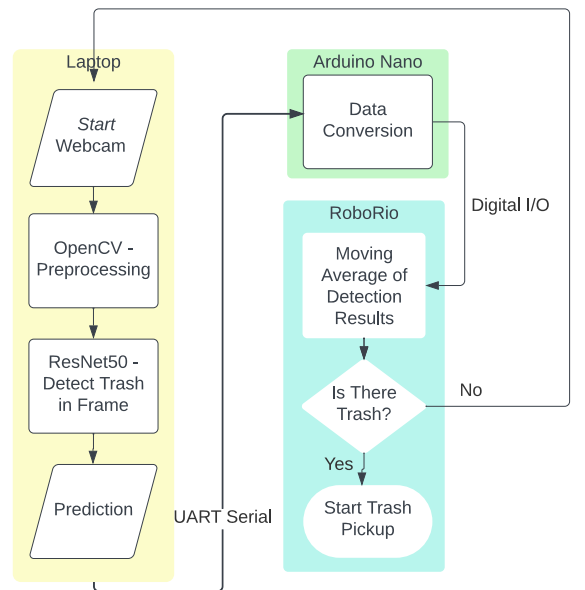 Laptop
Start
Webcam
OpenCV -
Preprocessing
ResNet50 -
Detect Trash
in Frame
Prediction
UART Serial
Arduino Nano
Data
Conversion
Digital I/O
RoboRio
Moving
Average of
Detection
Results
Is There
Trash?
No
Yes
Start Trash
Pickup